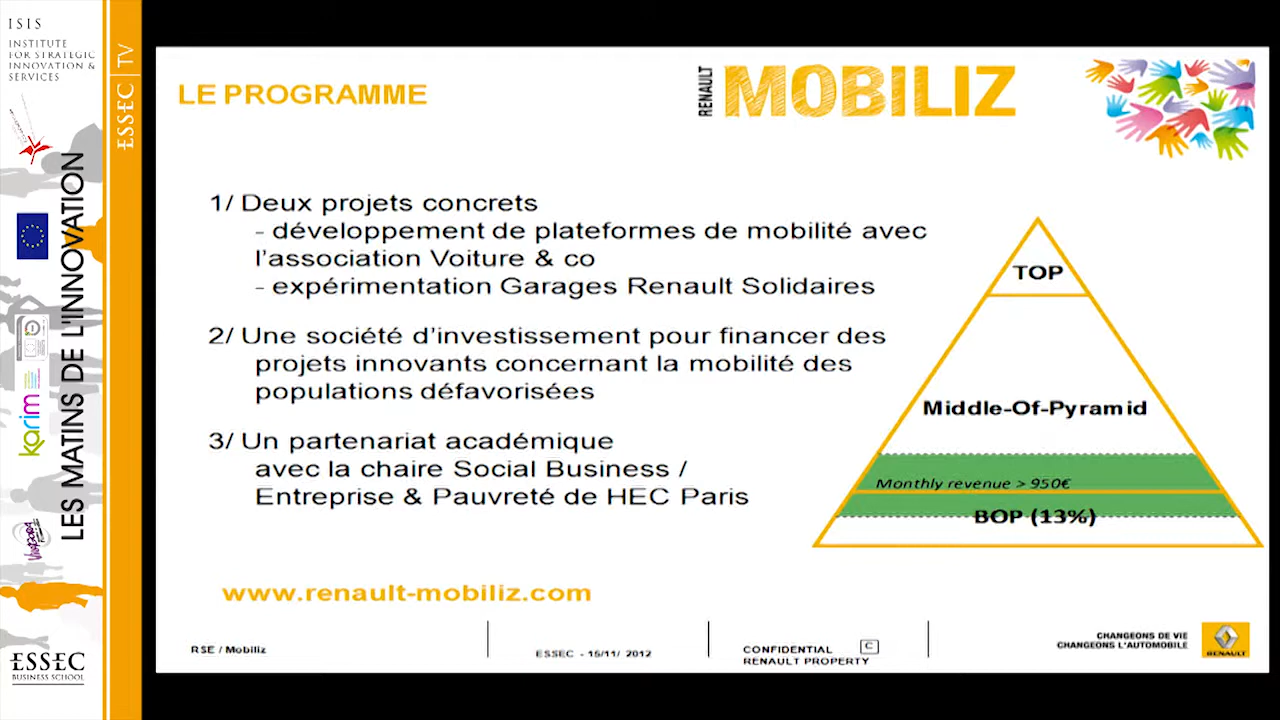 ISIS
INSTITUTE
FOR STRATEGIC
INNOVATION &
SERVICES
ESSEC | TV
LES MATINS DE L'INNOVATION
karim
ESSEC
BUSINESS SCHOOL
LE PROGRAMME
RENAULT
MOBILIZ
1/ Deux projets concrets
- développement de plateformes de mobilité avec
l'association Voiture & co
- expérimentation Garages Renault Solidaires
2/ Une société d'investissement pour financer des
projets innovants concernant la mobilité des
populations défavorisées
3/ Un partenariat académique
avec la chaire Social Business /
Entreprise & Pauvreté de HEC Paris
TOP
Middle-Of-Pyramid
Monthly revenue > 950€
BOP (13%)
www.renault-mobiliz.com
RSE / Mobiliz
ESSEC - 15/11/ 2012
CONFIDENTIAL C
RENAULT PROPERTY
CHANGEONS DE VIE
CHANGEONS L'AUTOMOBILE
RENAULT